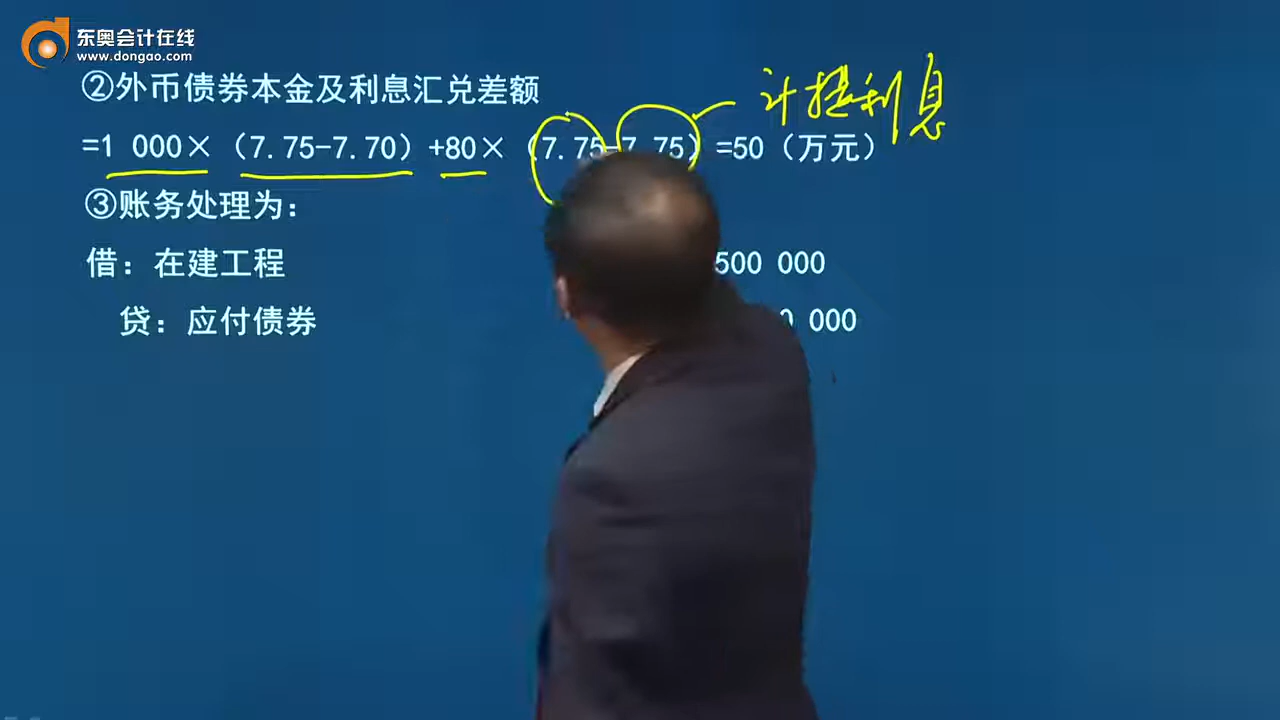 东奥会计在线
www.dongao.com
②外币债券本金及利息汇兑差额
计提利息
=1 000×（7.75-7.70）+80×（7.75-7.75）=50（万元）
③账务处理为：
借：在建工程 500 000
贷：应付债券 0 000